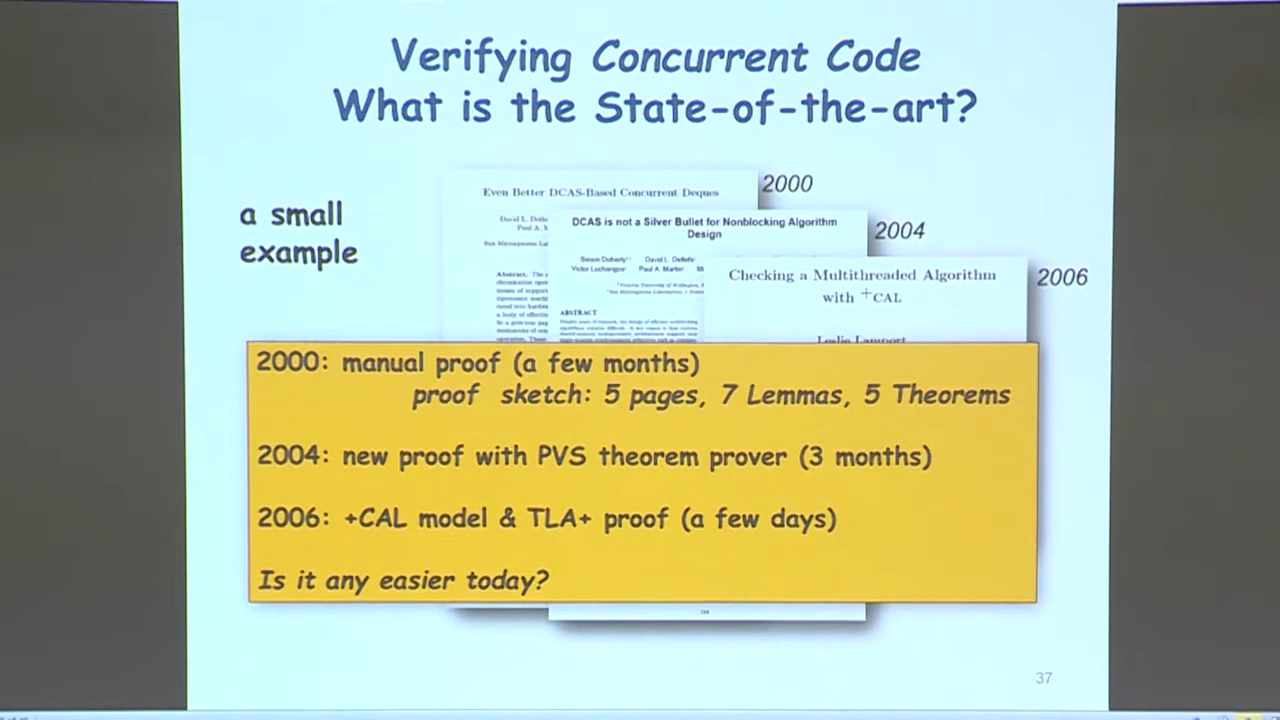 Verifying Concurrent Code
What is the State-of-the-art?
a small
example
Even Better DCAS-Based Concurrent Deques
2000
David L.
Paul A.
DCAS is not a Silver Bullet for Nonblocking Algorithm
Design
2004
Simon Doherty David L. Detlefs
Victor Luchangco Paul A. Martin
ABSTRACT
Abstract. The
Checking a Multithreaded Algorithm
with +CAL
2006
Leslie Lamport
2000: manual proof (a few months)
proof sketch: 5 pages, 7 Lemmas, 5 Theorems
2004: new proof with PVS theorem prover (3 months)
2006: +CAL model & TLA+ proof (a few days)
Is it any easier today?
37